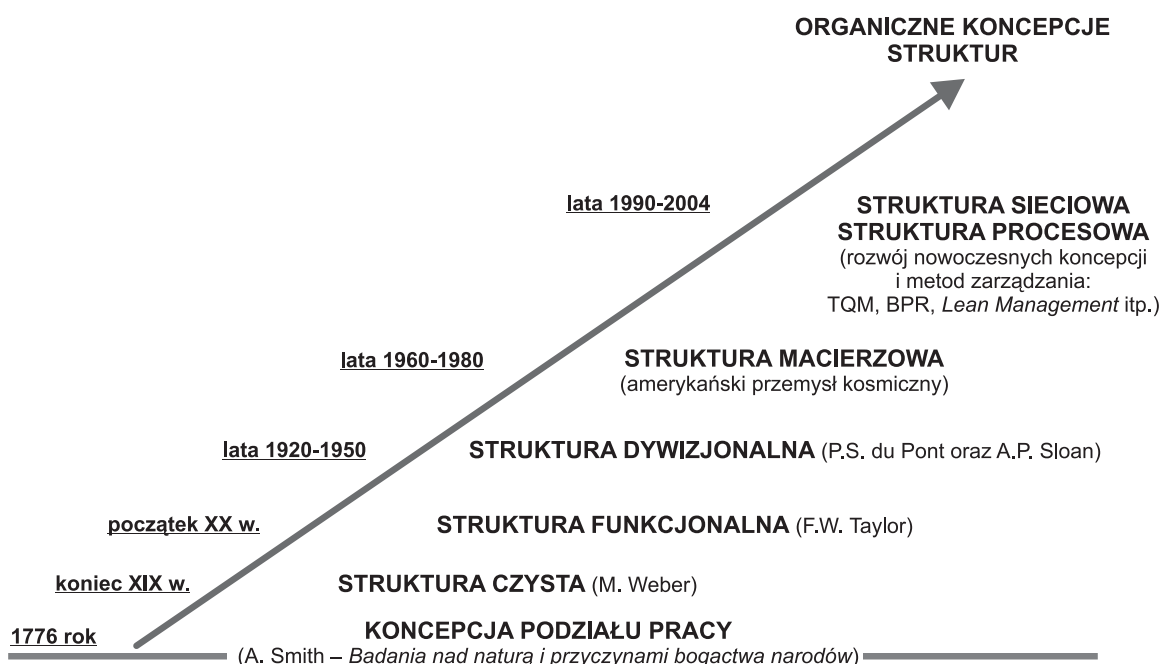 ORGANICZNE KONCEPCJE
STRUKTUR
lata 1990-2004
STRUKTURA SIECIOWA
STRUKTURA PROCESOWA
(rozwój nowoczesnych koncepcji
i metod zarządzania:
TQM, BPR, Lean Management itp.)
lata 1960-1980
STRUKTURA MACIERZOWA
(amerykański przemysł kosmiczny)
lata 1920-1950
STRUKTURA DYWIZJONALNA (P.S. du Pont oraz A.P. Sloan)
początek XX w.
STRUKTURA FUNKCJONALNA (F.W. Taylor)
koniec XIX w.
STRUKTURA CZYSTA (M. Weber)
1776 rok
KONCEPCJA PODZIAŁU PRACY
(A. Smith – Badania nad naturą i przyczynami bogactwa narodów)